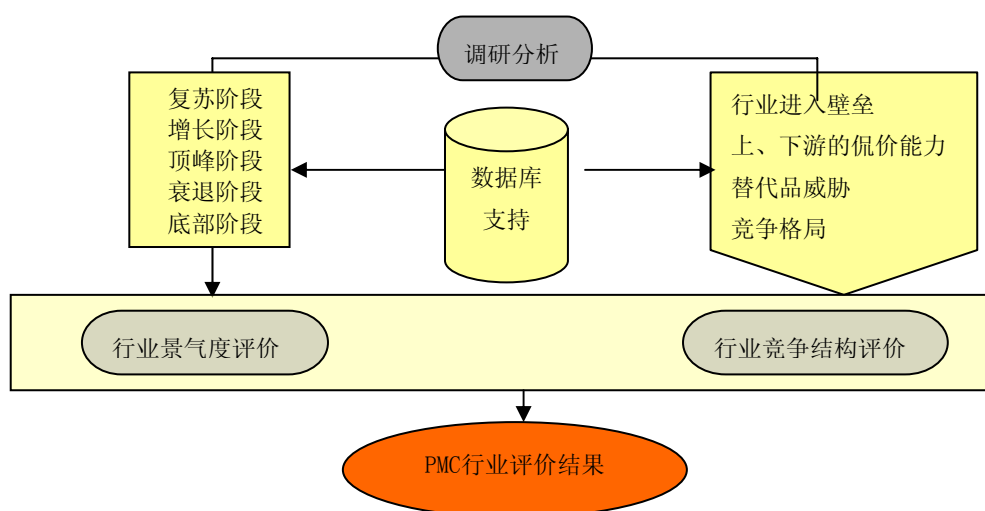 调研分析
复苏阶段
增长阶段
顶峰阶段
衰退阶段
底部阶段
数据库
支持
行业进入壁垒
上、下游的侃价能力
替代品威胁
竞争格局
行业景气度评价
行业竞争结构评价
PMC行业评价结果